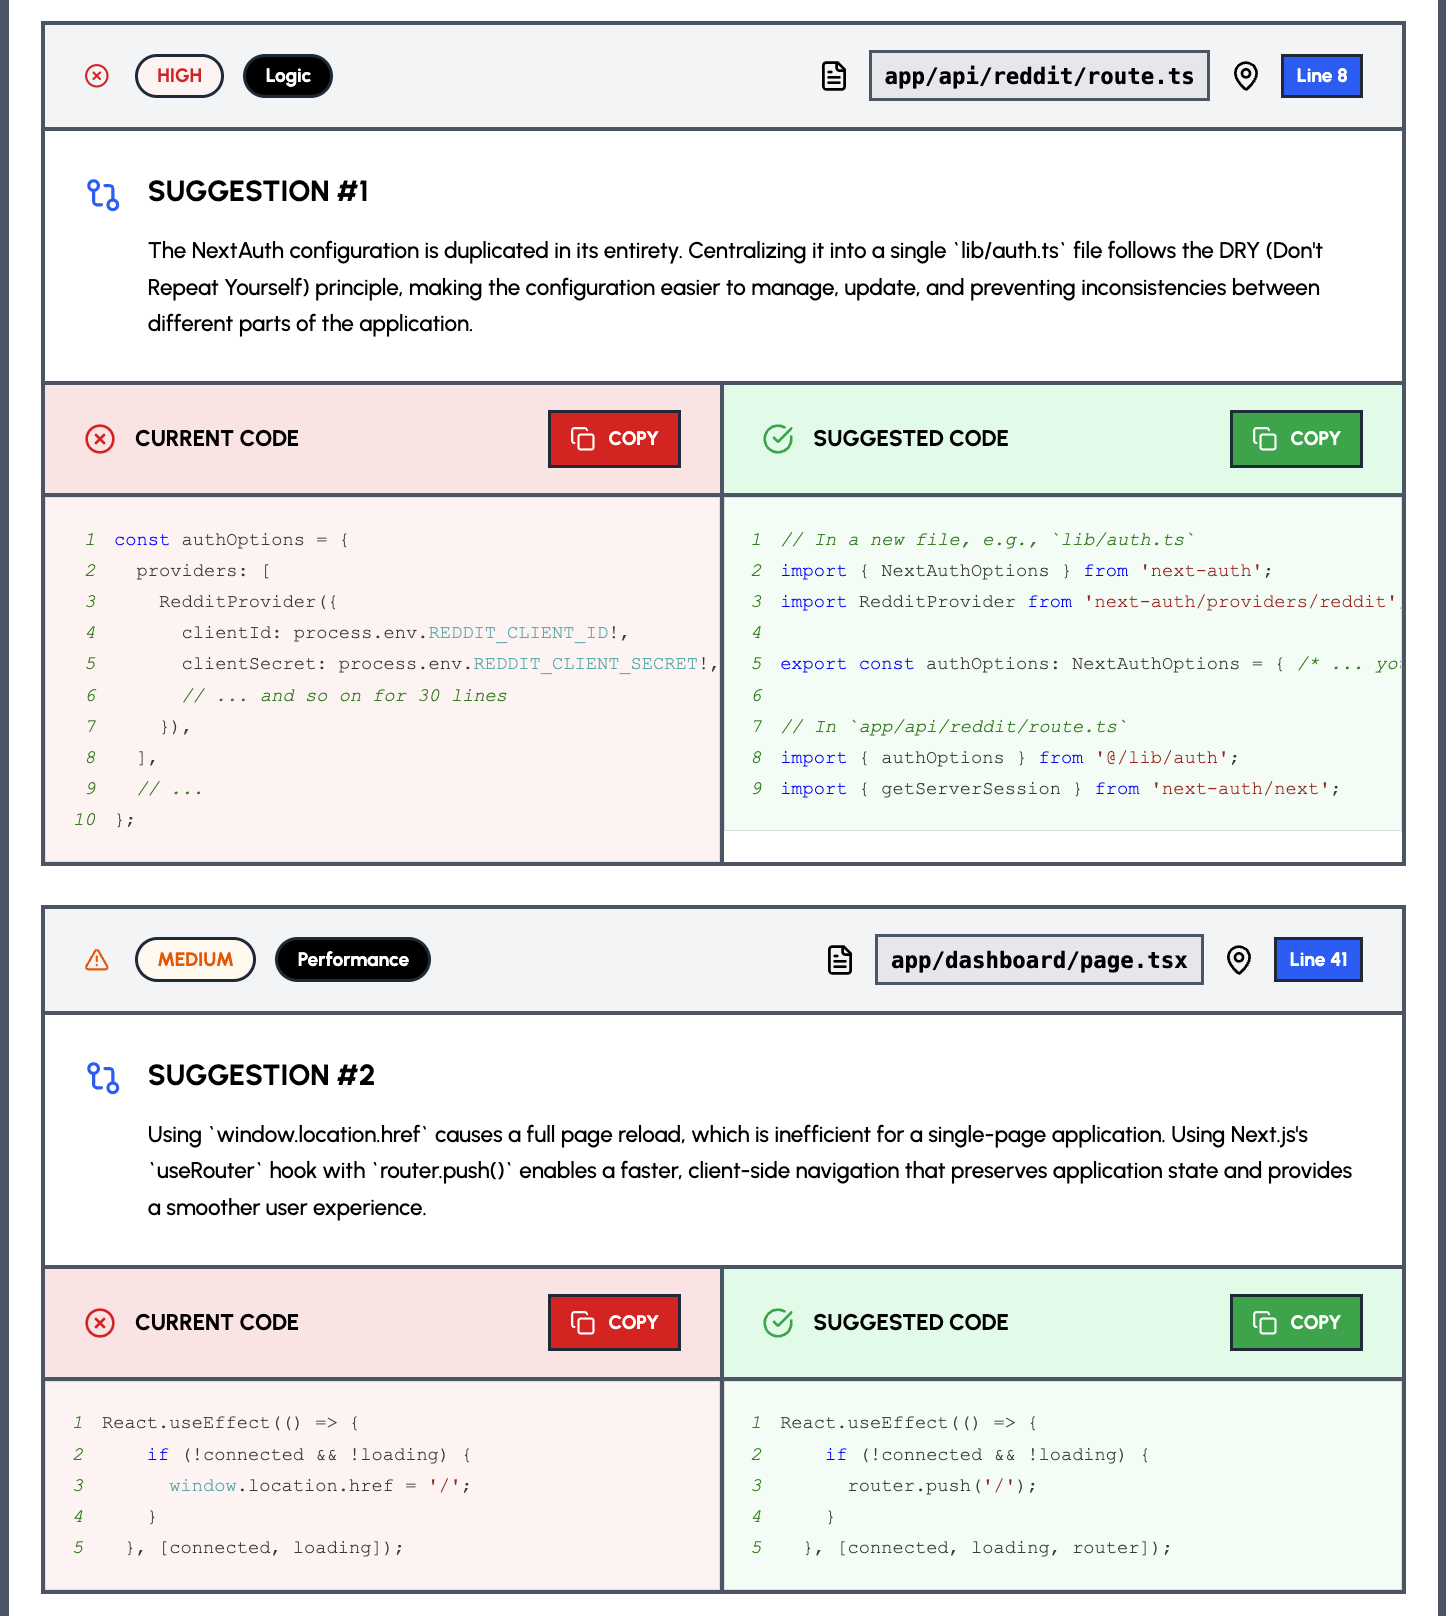 HIGH Logic app/api/reddit/route.ts Line 8
SUGGESTION #1
The NextAuth configuration is duplicated in its entirety. Centralizing it into a single `lib/auth.ts` file follows the DRY (Don't
Repeat Yourself) principle, making the configuration easier to manage, update, and preventing inconsistencies between
different parts of the application.
CURRENT CODE COPY
1 const authOptions = {
2   providers: [
3     RedditProvider({
4       clientId: process.env.REDDIT_CLIENT_ID!,
5       clientSecret: process.env.REDDIT_CLIENT_SECRET!,
6       // ... and so on for 30 lines
7     }),
8   ],
9   // ...
10 };
SUGGESTED CODE COPY
1 // In a new file, e.g., `lib/auth.ts`
2 import { NextAuthOptions } from 'next-auth';
3 import RedditProvider from 'next-auth/providers/reddit'
4
5 export const authOptions: NextAuthOptions = { /* ...
6
7 // In `app/api/reddit/route.ts`
8 import { authOptions } from '@/lib/auth';
9 import { getServerSession } from 'next-auth/next';
MEDIUM Performance app/dashboard/page.tsx Line 41
SUGGESTION #2
Using `window.location.href` causes a full page reload, which is inefficient for a single-page application. Using Next.js's
`useRouter` hook with `router.push()` enables a faster, client-side navigation that preserves application state and provides
a smoother user experience.
CURRENT CODE COPY
1 React.useEffect(() => {
2     if (!connected && !loading) {
3       window.location.href = '/';
4     }
5   }, [connected, loading]);
SUGGESTED CODE COPY
1 React.useEffect(() => {
2     if (!connected && !loading) {
3       router.push('/');
4     }
5   }, [connected, loading, router]);